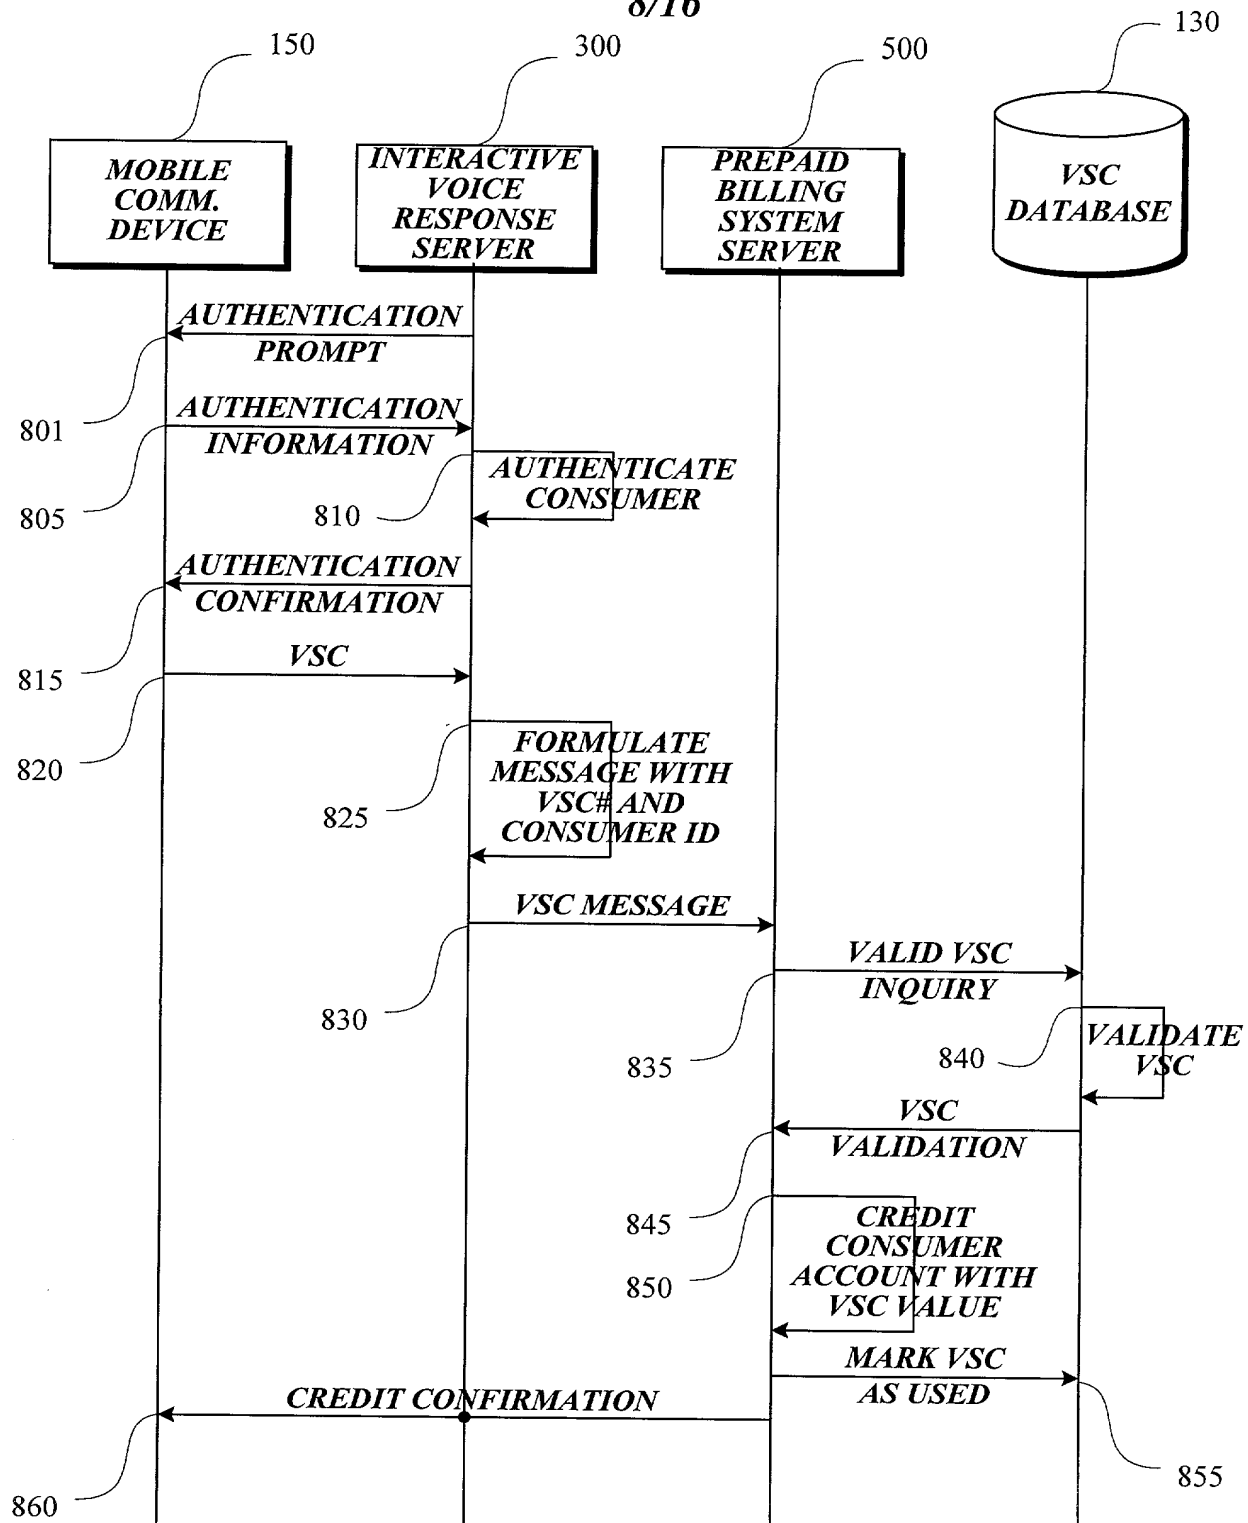 8/16
150
300
500
130
MOBILE
COMM.
DEVICE
INTERACTIVE
VOICE
RESPONSE
SERVER
PREPAID
BILLING
SYSTEM
SERVER
VSC
DATABASE
AUTHENTICATION
PROMPT
801
AUTHENTICATION
INFORMATION
805
810
AUTHENTICATE
CONSUMER
AUTHENTICATION
CONFIRMATION
815
VSC
820
825
FORMULATE
MESSAGE WITH
VSC# AND
CONSUMER ID
VSC MESSAGE
830
VALID VSC
INQUIRY
835
840
VALIDATE
VSC
VSC
VALIDATION
845
850
CREDIT
CONSUMER
ACCOUNT WITH
VSC VALUE
MARK VSC
AS USED
855
CREDIT CONFIRMATION
860